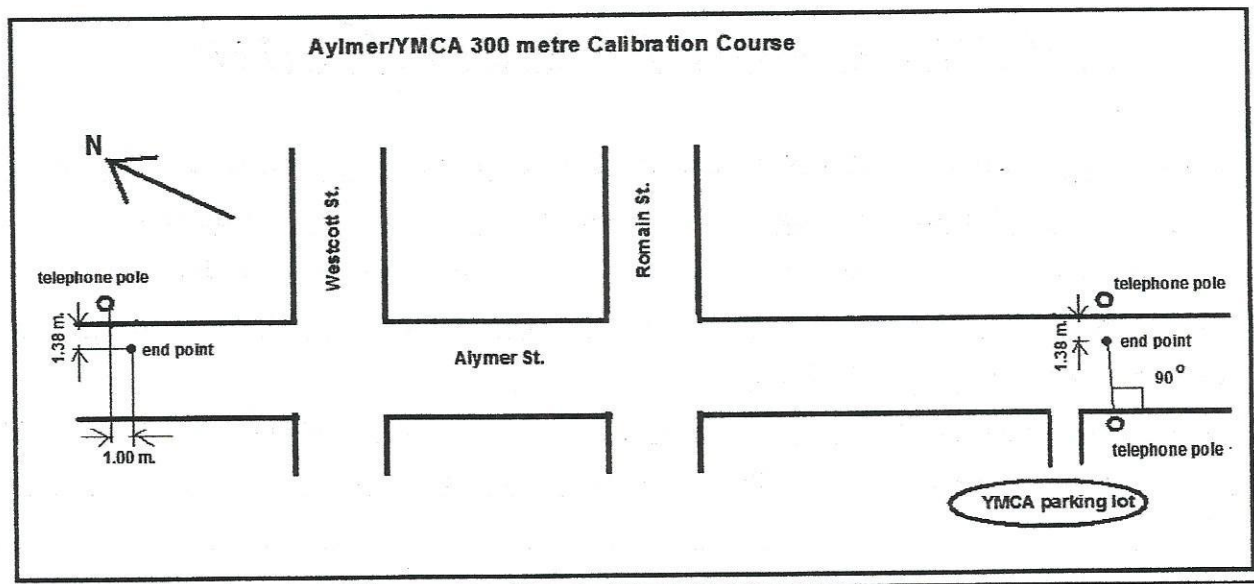 Aylmer/YMCA 300 metre Calibration Course
N
Westcott St.
Romain St.
telephone pole
1.38 m.
end point
Alymer St.
telephone pole
1.38 m.
end point
90°
1.00 m.
telephone pole
YMCA parking lot